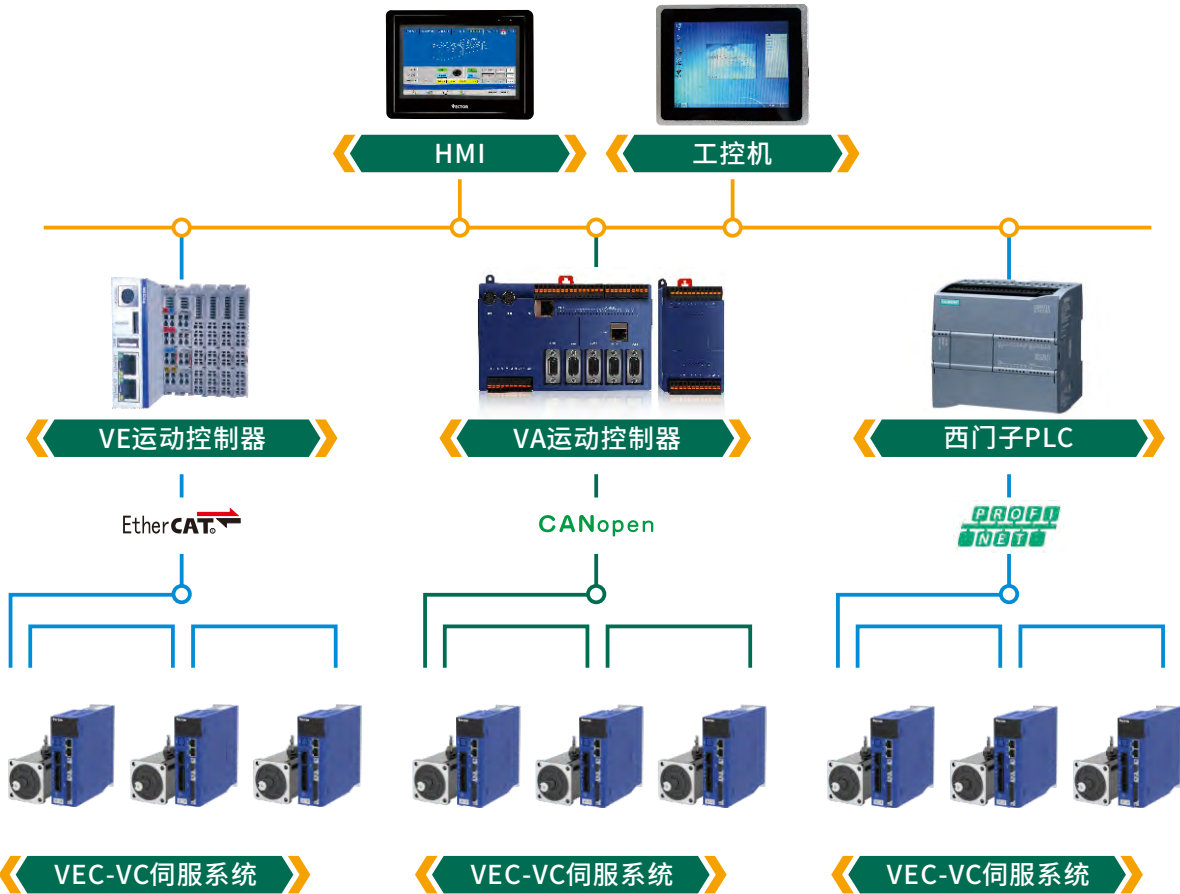 VECTOR
HMI
工控机
SIEMENS
VE运动控制器
VA运动控制器
西门子PLC
EtherCAT
CANopen
PROFI
NET
VEC-VC伺服系统
VEC-VC伺服系统
VEC-VC伺服系统